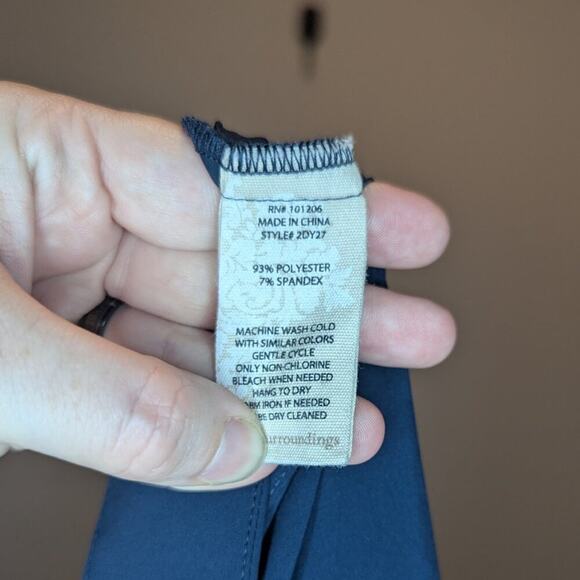 RN# 101206
MADE IN CHINA
STYLE# 2DY27
93% POLYESTER
7% SPANDEX
MACHINE WASH COLD
WITH SIMILAR COLORS
GENTLE CYCLE
ONLY NON-CHLORINE
BLEACH WHEN NEEDED
HANG TO DRY
IRON IF NEEDED
BE DRY CLEANED